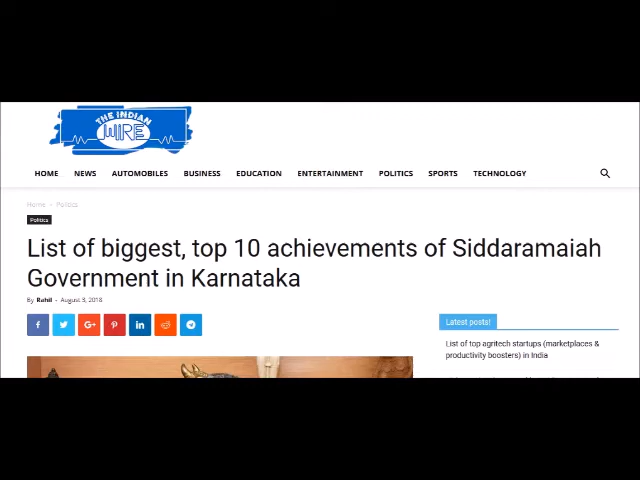 THE INDIAN
WIRE
HOME NEWS AUTOMOBILES BUSINESS EDUCATION ENTERTAINMENT POLITICS SPORTS TECHNOLOGY
Home › Politics
Politics
List of biggest, top 10 achievements of Siddaramaiah
Government in Karnataka
By Rahil - August 3, 2018
Latest posts!
List of top agritech startups (marketplaces &
productivity boosters) in India